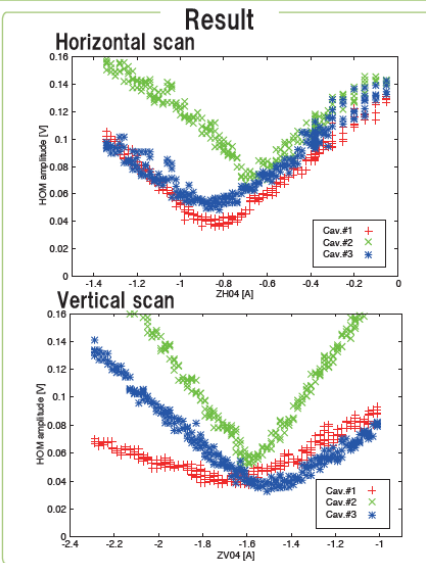 Result
Horizontal scan
0.16
0.14
0.12
0.1
0.08
0.06
0.04
0.02
0
HOM amplitude [V]
Cav.#1
Cav.#2
Cav.#3
-1.4 -1.2 -1 -0.8 -0.6 -0.4 -0.2 0
ZH04 [A]
Vertical scan
0.16
0.14
0.12
0.1
0.08
0.06
0.04
0.02
0
HOM amplitude [V]
Cav.#1
Cav.#2
Cav.#3
-2.4 -2.2 -2 -1.8 -1.6 -1.4 -1.2 -1
ZV04 [A]